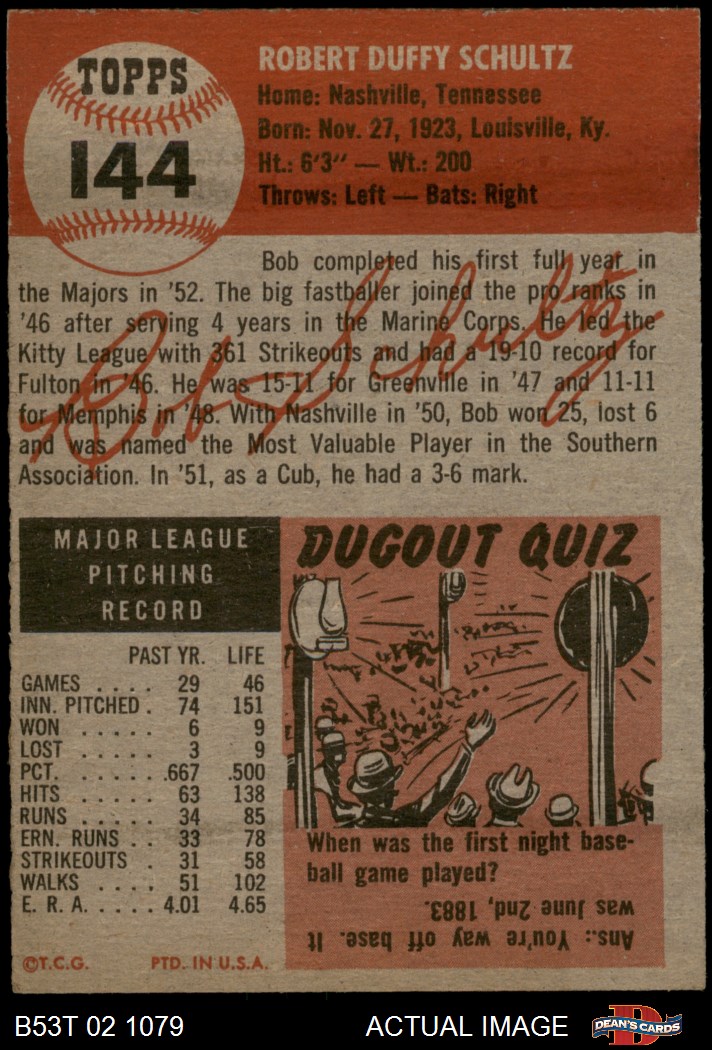 TOPPS
144
ROBERT DUFFY SCHULTZ
Home: Nashville, Tennessee
Born: Nov. 27, 1923, Louisville, Ky.
Ht.: 6'3" — Wt.: 200
Throws: Left — Bats: Right
Bob completed his first full year in
the Majors in '52. The big fastballer joined the pro ranks in
'46 after serving 4 years in the Marine Corps. He led the
Kitty League with 361 Strikeouts and had a 19-10 record for
Fulton in '46. He was 15-11 for Greenville in '47 and 11-11
for Memphis in '48. With Nashville in '50, Bob won 25, lost 6
and was named the Most Valuable Player in the Southern
Association. In '51, as a Cub, he had a 3-6 mark.
Bob Schultz
MAJOR LEAGUE
PITCHING
RECORD
PAST YR. LIFE
GAMES . . . . 29 46
INN. PITCHED . 74 151
WON . . . . . 6 9
LOST . . . . . 3 9
PCT. . . . . . .667 .500
HITS . . . . . 63 138
RUNS . . . . . 34 85
ERN. RUNS . . 33 78
STRIKEOUTS . 31 58
WALKS . . . . 51 102
E. R. A. . . . . 4.01 4.65
©T.C.G. PTD. IN U.S.A.
DUGOUT QUIZ
When was the first night base-
ball game played?
Ans.: You're way off base. It
was June 2nd, 1883.
B53T 02 1079 ACTUAL IMAGE
D
DEAN'S CARDS